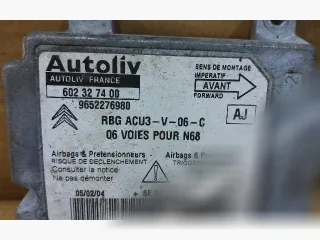 Autoliv
AUTOLIV FRANCE
602 32 74 00
9652276980
SENS DE MONTAGE
IMPERATIF
AVANT
FORWARD
RBG ACU3-V-06-C
AJ
06 VOIES POUR N68
Airbags & Pretensionneurs
RISQUE DE DECLENCHEMENT
Consulter la notice
Ne pas démonter
Airbags & Pre
05/02/04